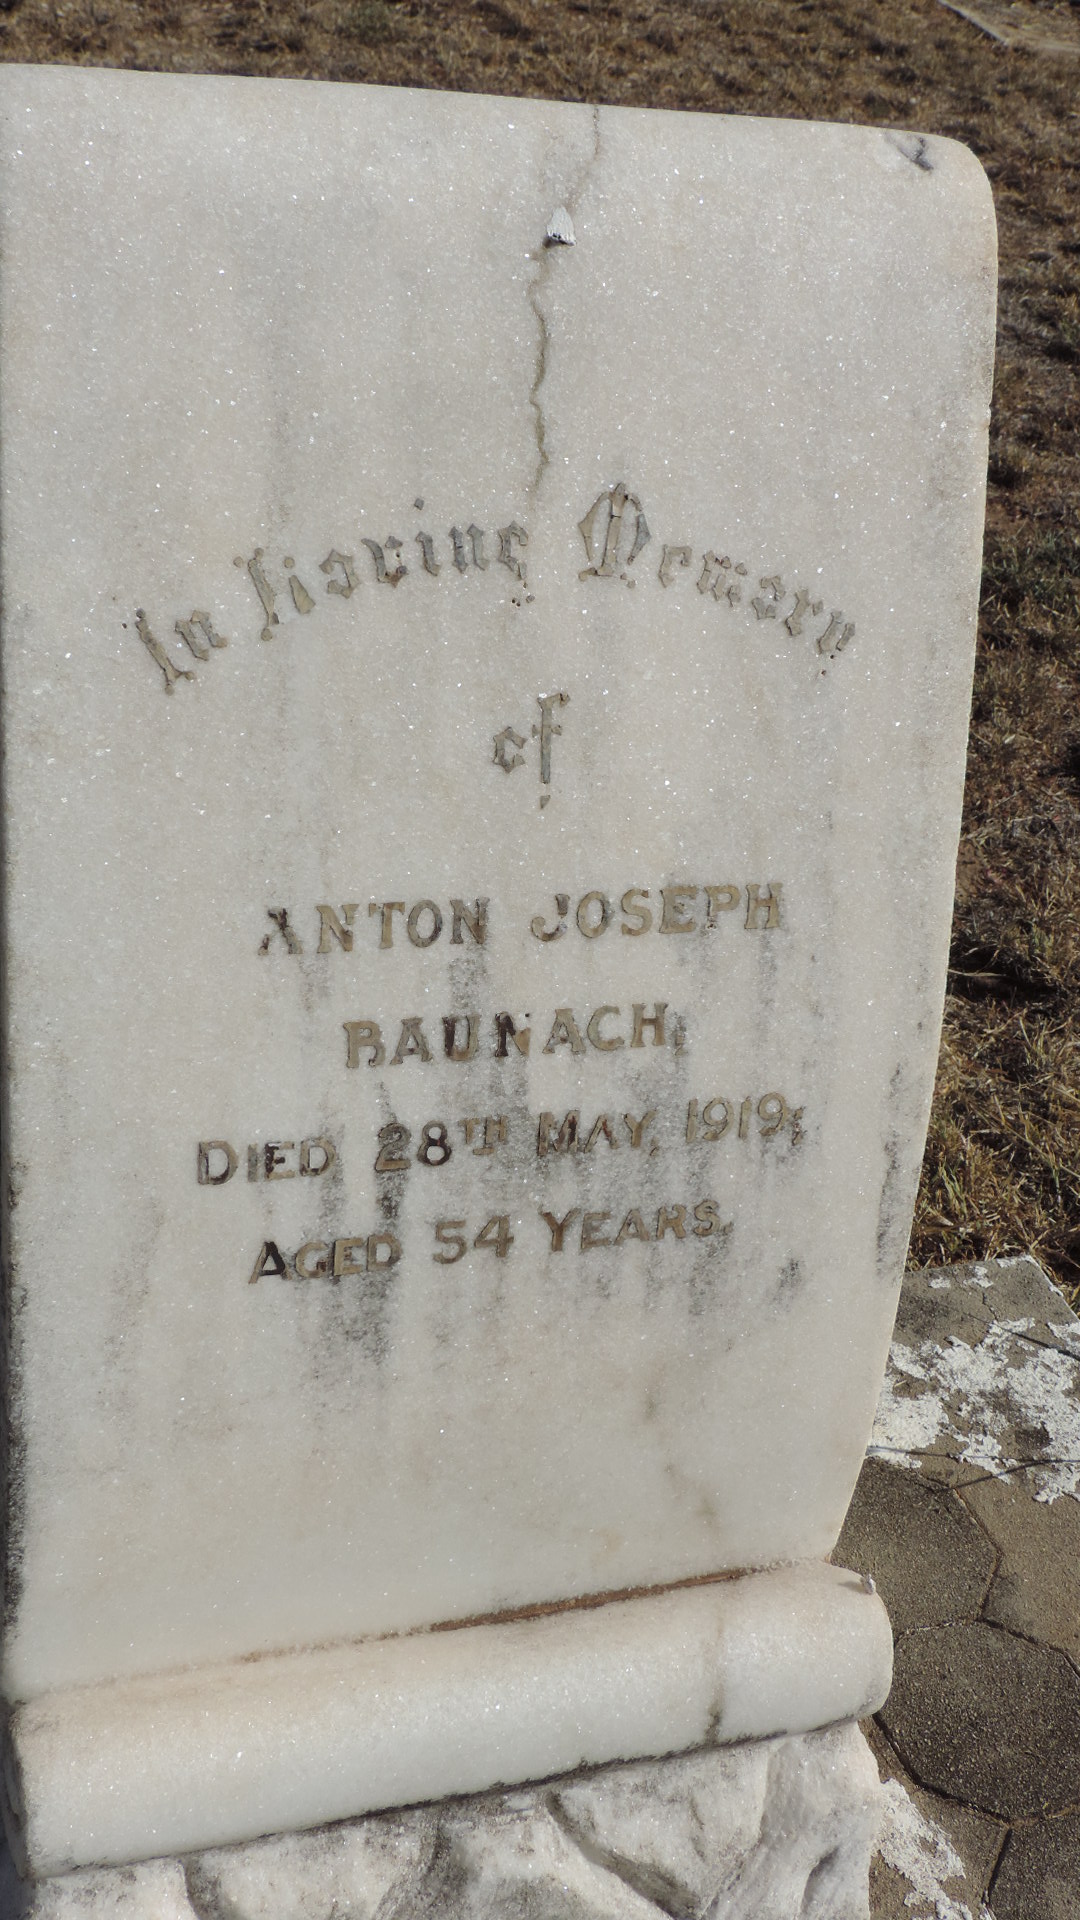 In Loving Memory
of
ANTON JOSEPH
BAUNACH,
DIED 28TH MAY, 1919;
AGED 54 YEARS.